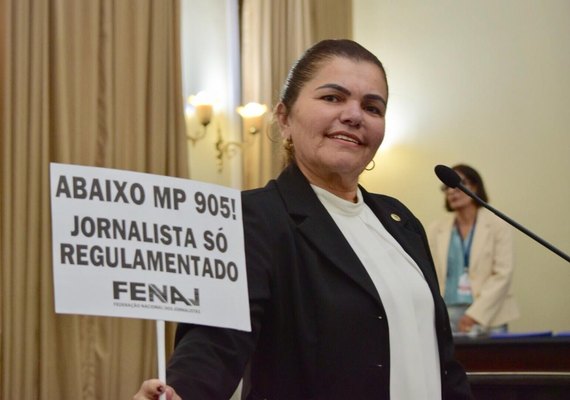 ABAIXO MP 905!
JORNALISTA SÓ
REGULAMENTADO
FENAJ
FEDERAÇÃO NACIONAL DOS JORNALISTAS